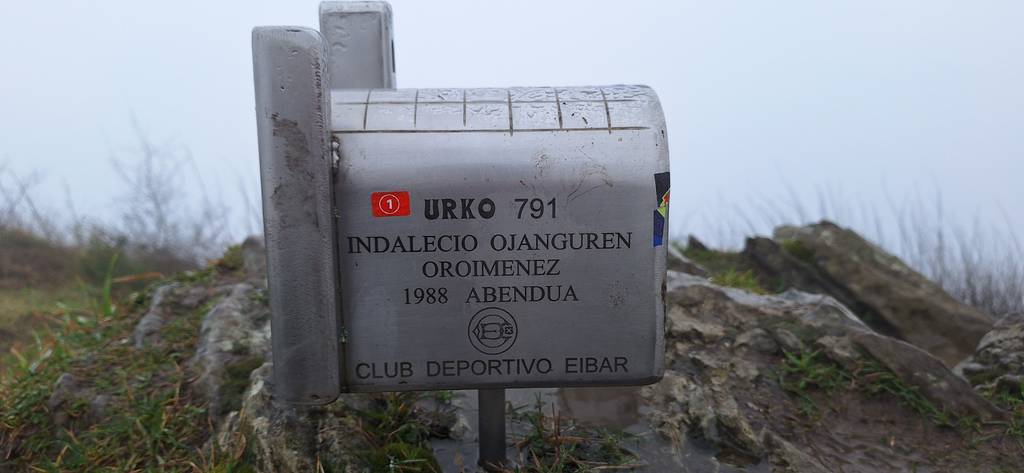 1 URKO 791
INDALECIO OJANGUREN
OROIMENEZ
1988 ABENDUA
CLUB DEPORTIVO EIBAR